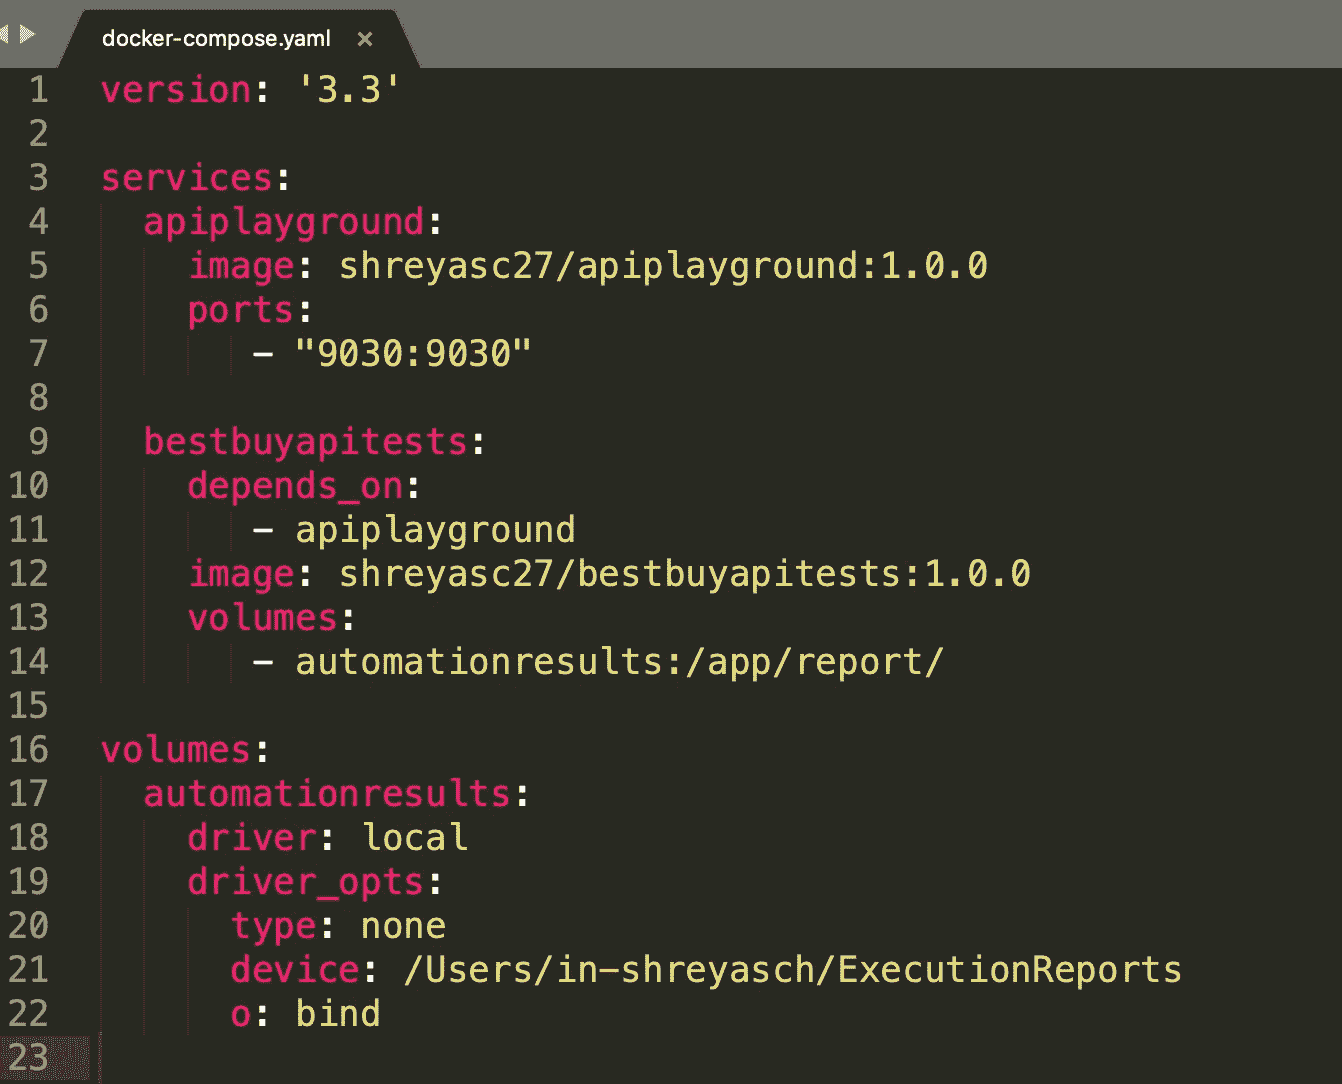 docker-compose.yaml ×
1 version: '3.3'
2
3 services:
4   apiplayground:
5     image: shreyasc27/apiplayground:1.0.0
6     ports:
7        - "9030:9030"
8
9   bestbuyapitests:
10     depends_on:
11        - apiplayground
12     image: shreyasc27/bestbuyapitests:1.0.0
13     volumes:
14        - automationresults:/app/report/
15
16 volumes:
17   automationresults:
18     driver: local
19     driver_opts:
20       type: none
21       device: /Users/in-shreyasch/ExecutionReports
22       o: bind
23